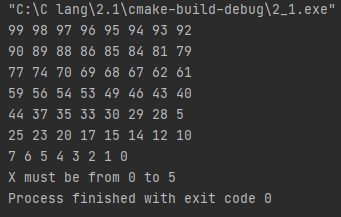 "C:\C lang\2.1\cmake-build-debug\2_1.exe"
99 98 97 96 95 94 93 92
90 89 88 86 85 84 81 79
77 74 70 69 68 67 62 61
59 56 54 53 49 46 43 40
44 37 35 33 30 29 28 5
25 23 20 17 15 14 12 10
7 6 5 4 3 2 1 0
X must be from 0 to 5
Process finished with exit code 0